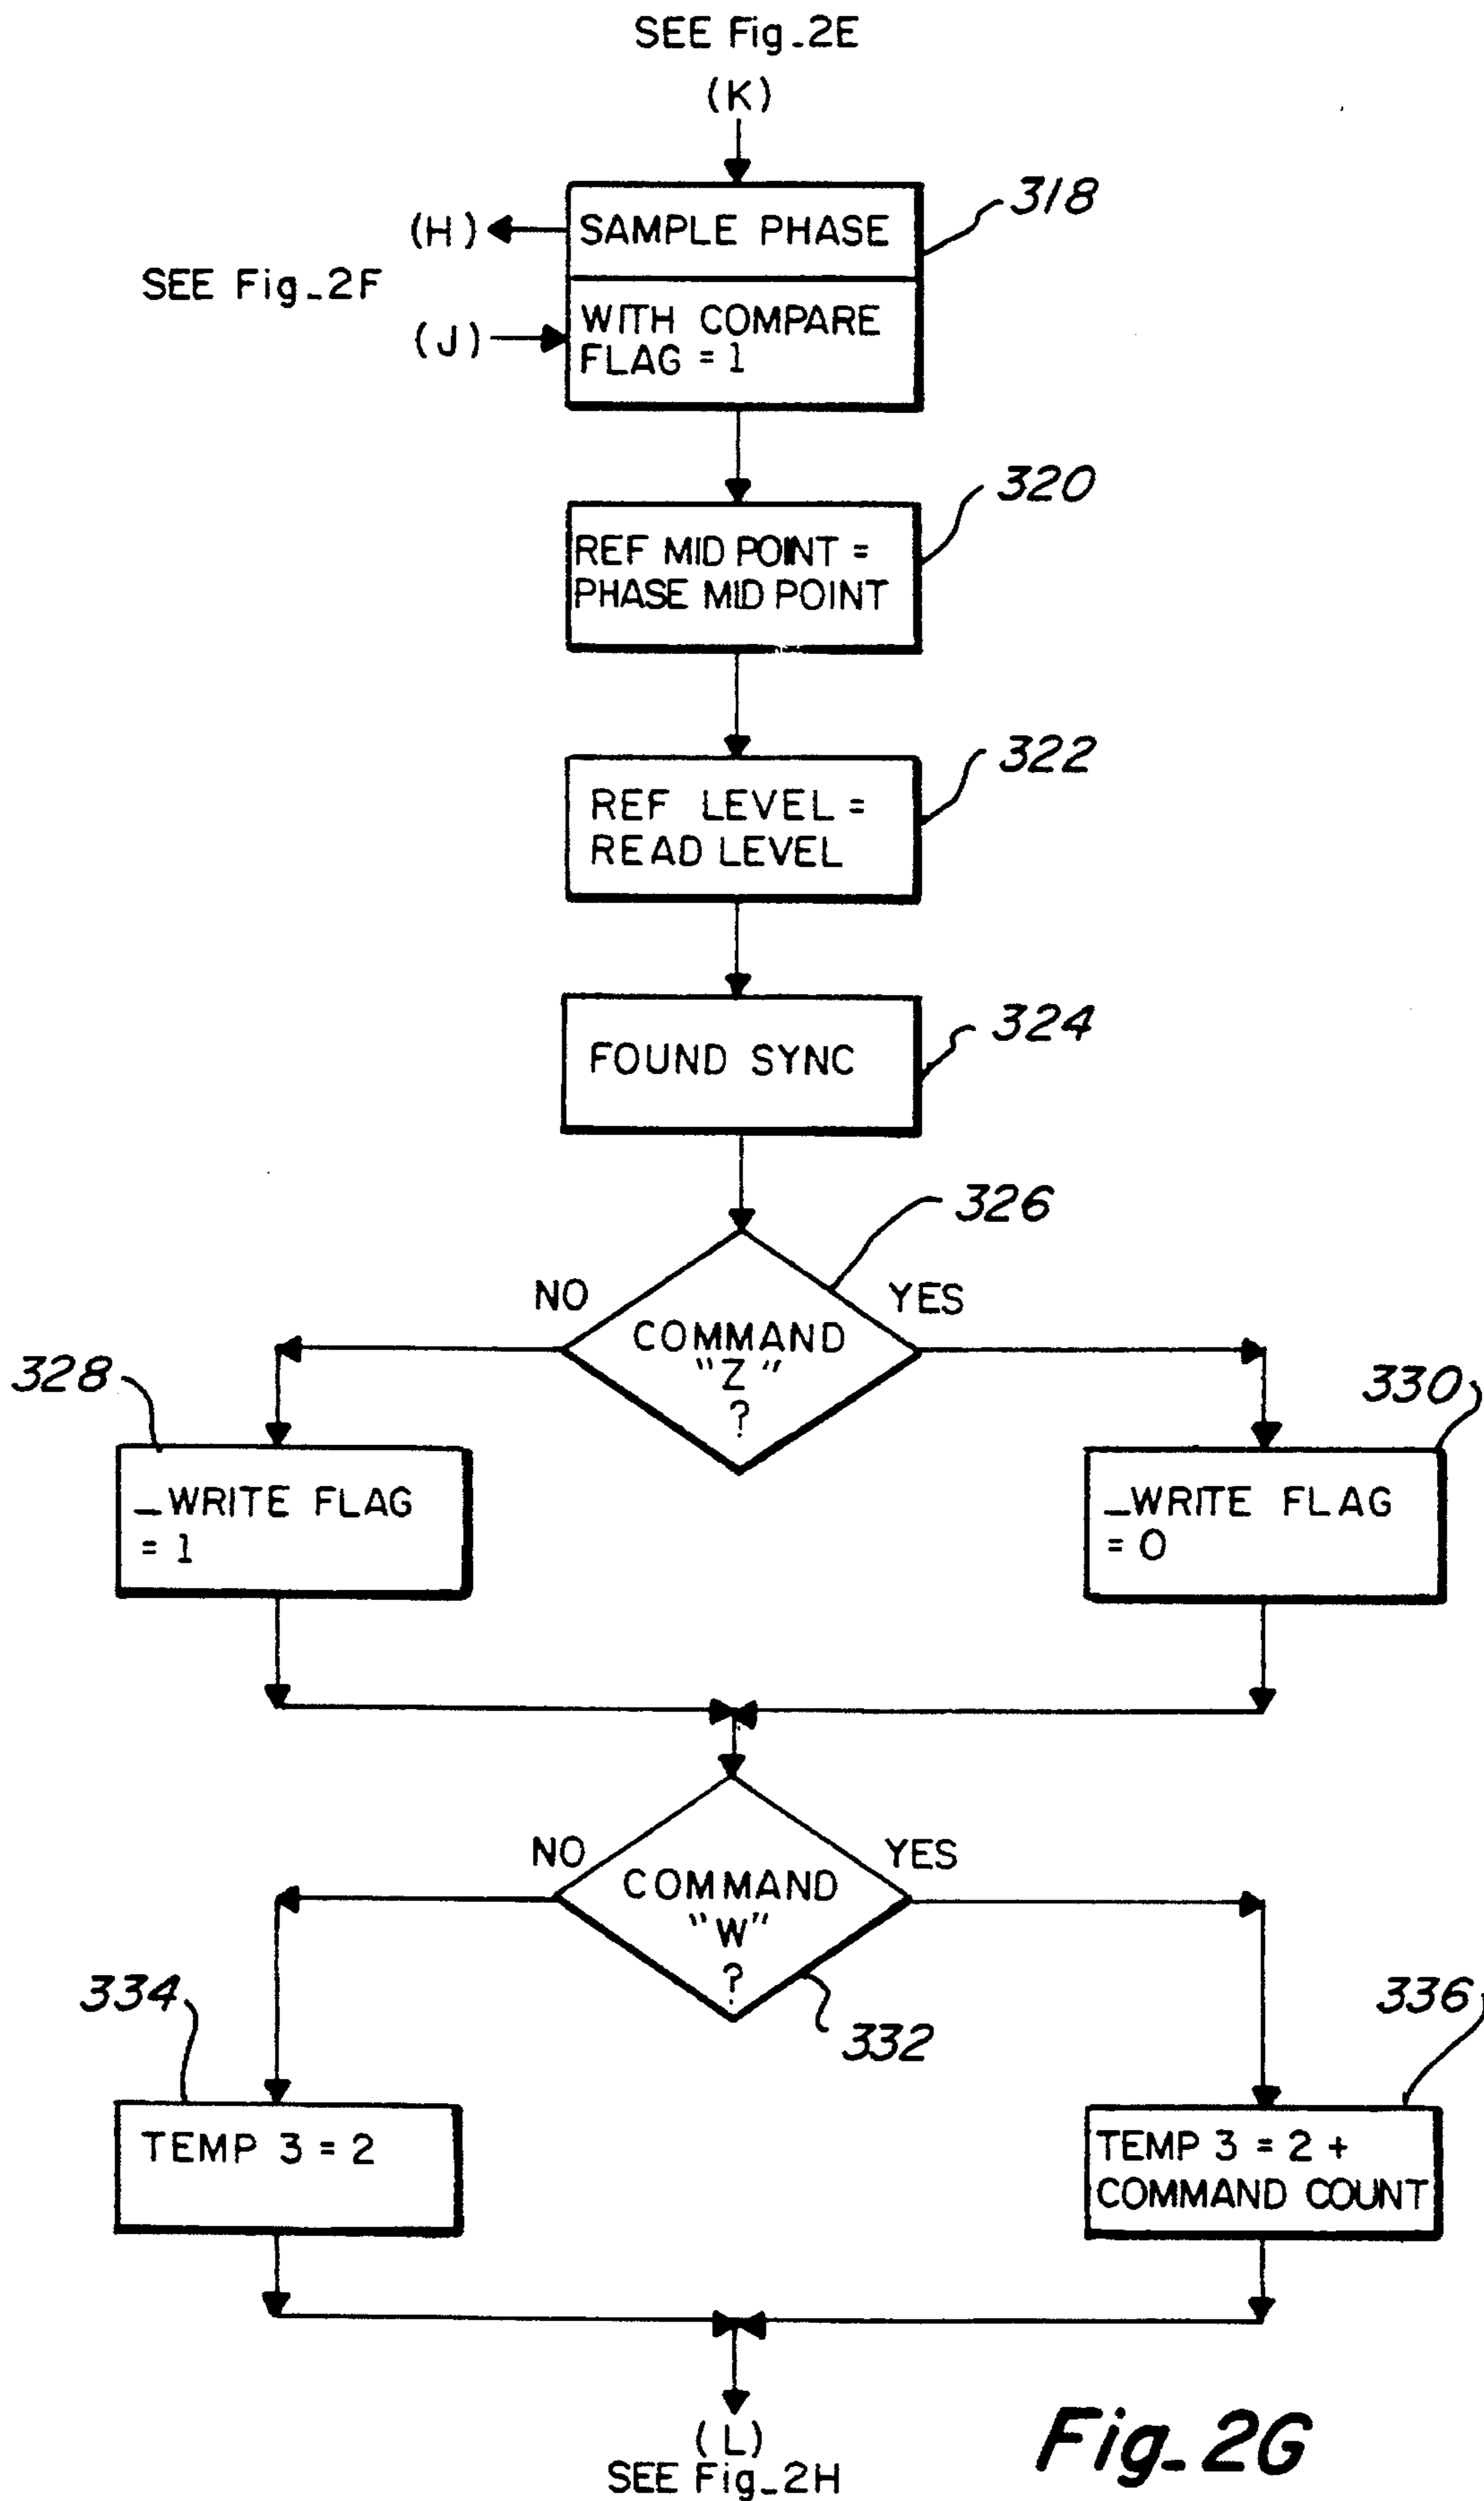 SEE Fig_2E
(K)
318
(H)
SAMPLE PHASE
SEE Fig_2F
WITH COMPARE
FLAG = 1
(J)
320
REF MID POINT =
PHASE MID POINT
322
REF LEVEL =
READ LEVEL
324
FOUND SYNC
326
NO
YES
COMMAND
"Z"
?
328
330
_WRITE FLAG
= 1
_WRITE FLAG
= 0
NO
YES
COMMAND
"W"
?
332
334
336
TEMP 3 = 2
TEMP 3 = 2 +
COMMAND COUNT
(L)
SEE Fig_2H
Fig_2G